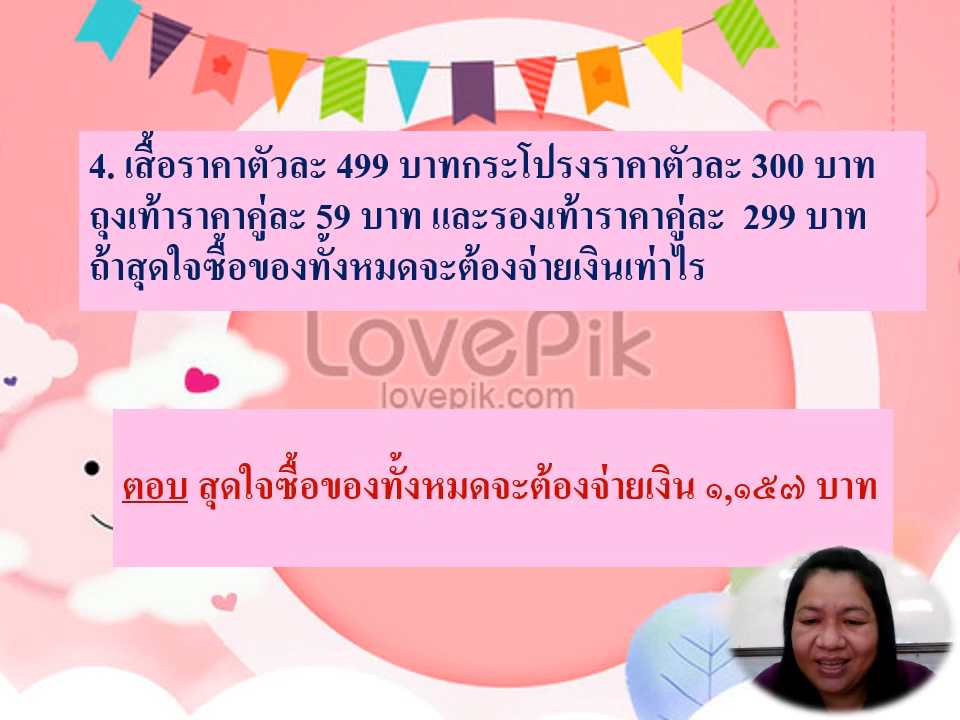 4. เสื้อราคาตัวละ 499 บาทกระโปรงราคาตัวละ 300 บาท
ถุงเท้าราคาคู่ละ 59 บาท และรองเท้าราคาคู่ละ 299 บาท
ถ้าสุดใจซื้อของทั้งหมดจะต้องจ่ายเงินเท่าไร
LovePik
lovepik.com
ตอบ สุดใจซื้อของทั้งหมดจะต้องจ่ายเงิน ๑,๑๕๗ บาท